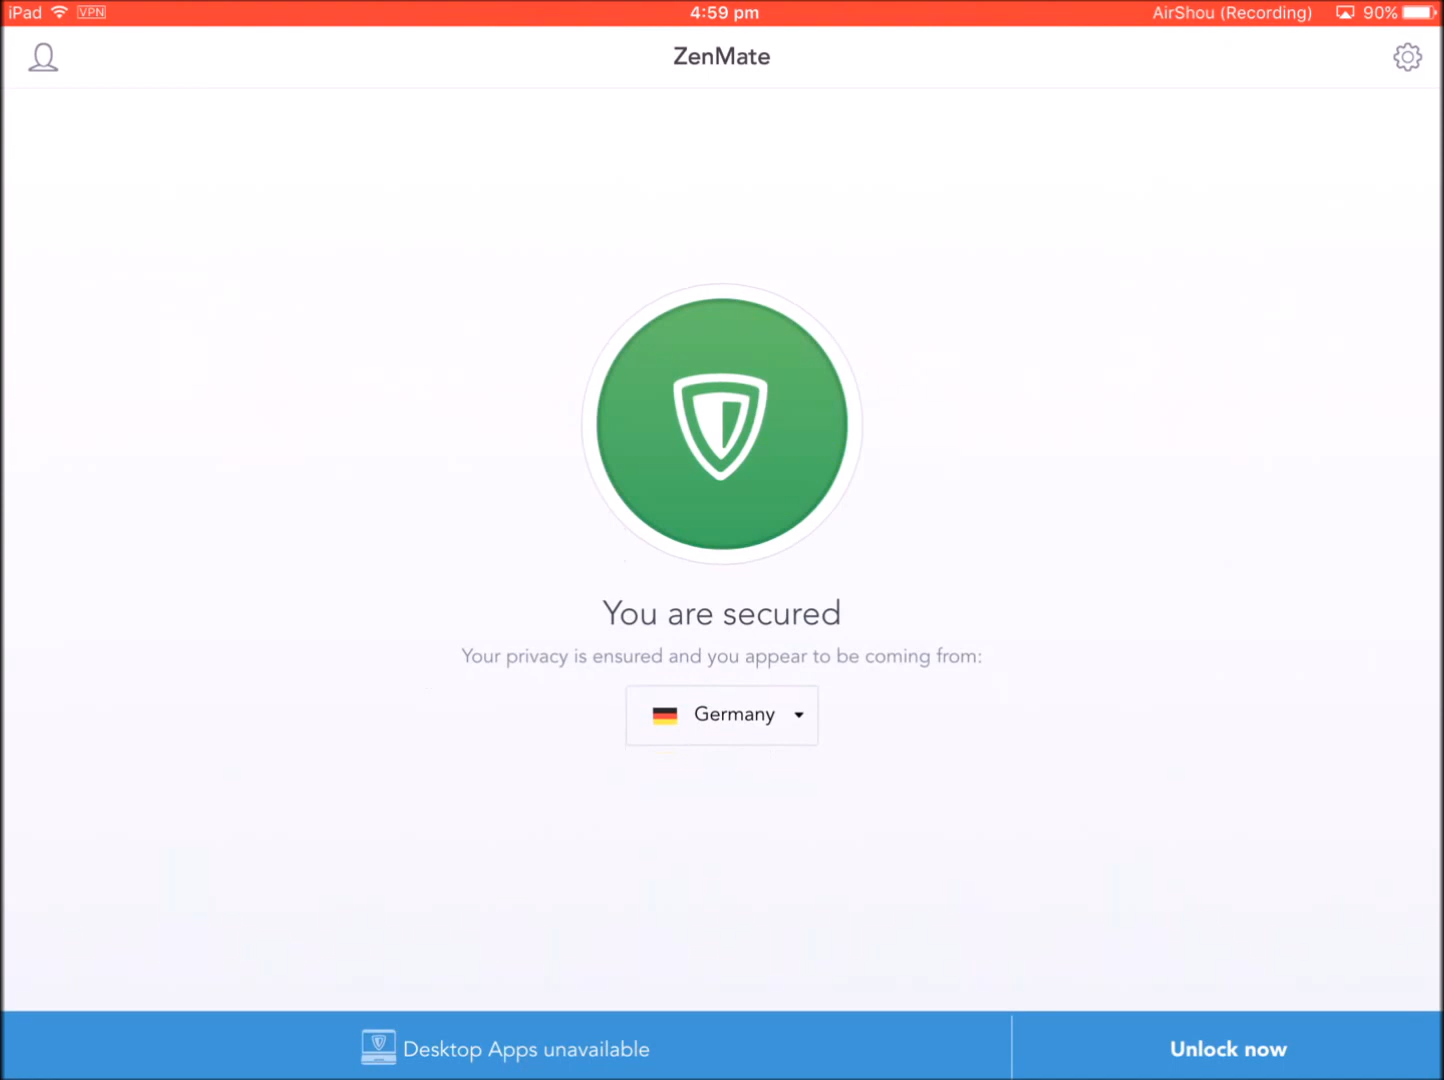 iPad VPN 4:59 pm AirShou (Recording) 90%
ZenMate
You are secured
Your privacy is ensured and you appear to be coming from:
Germany
Desktop Apps unavailable Unlock now